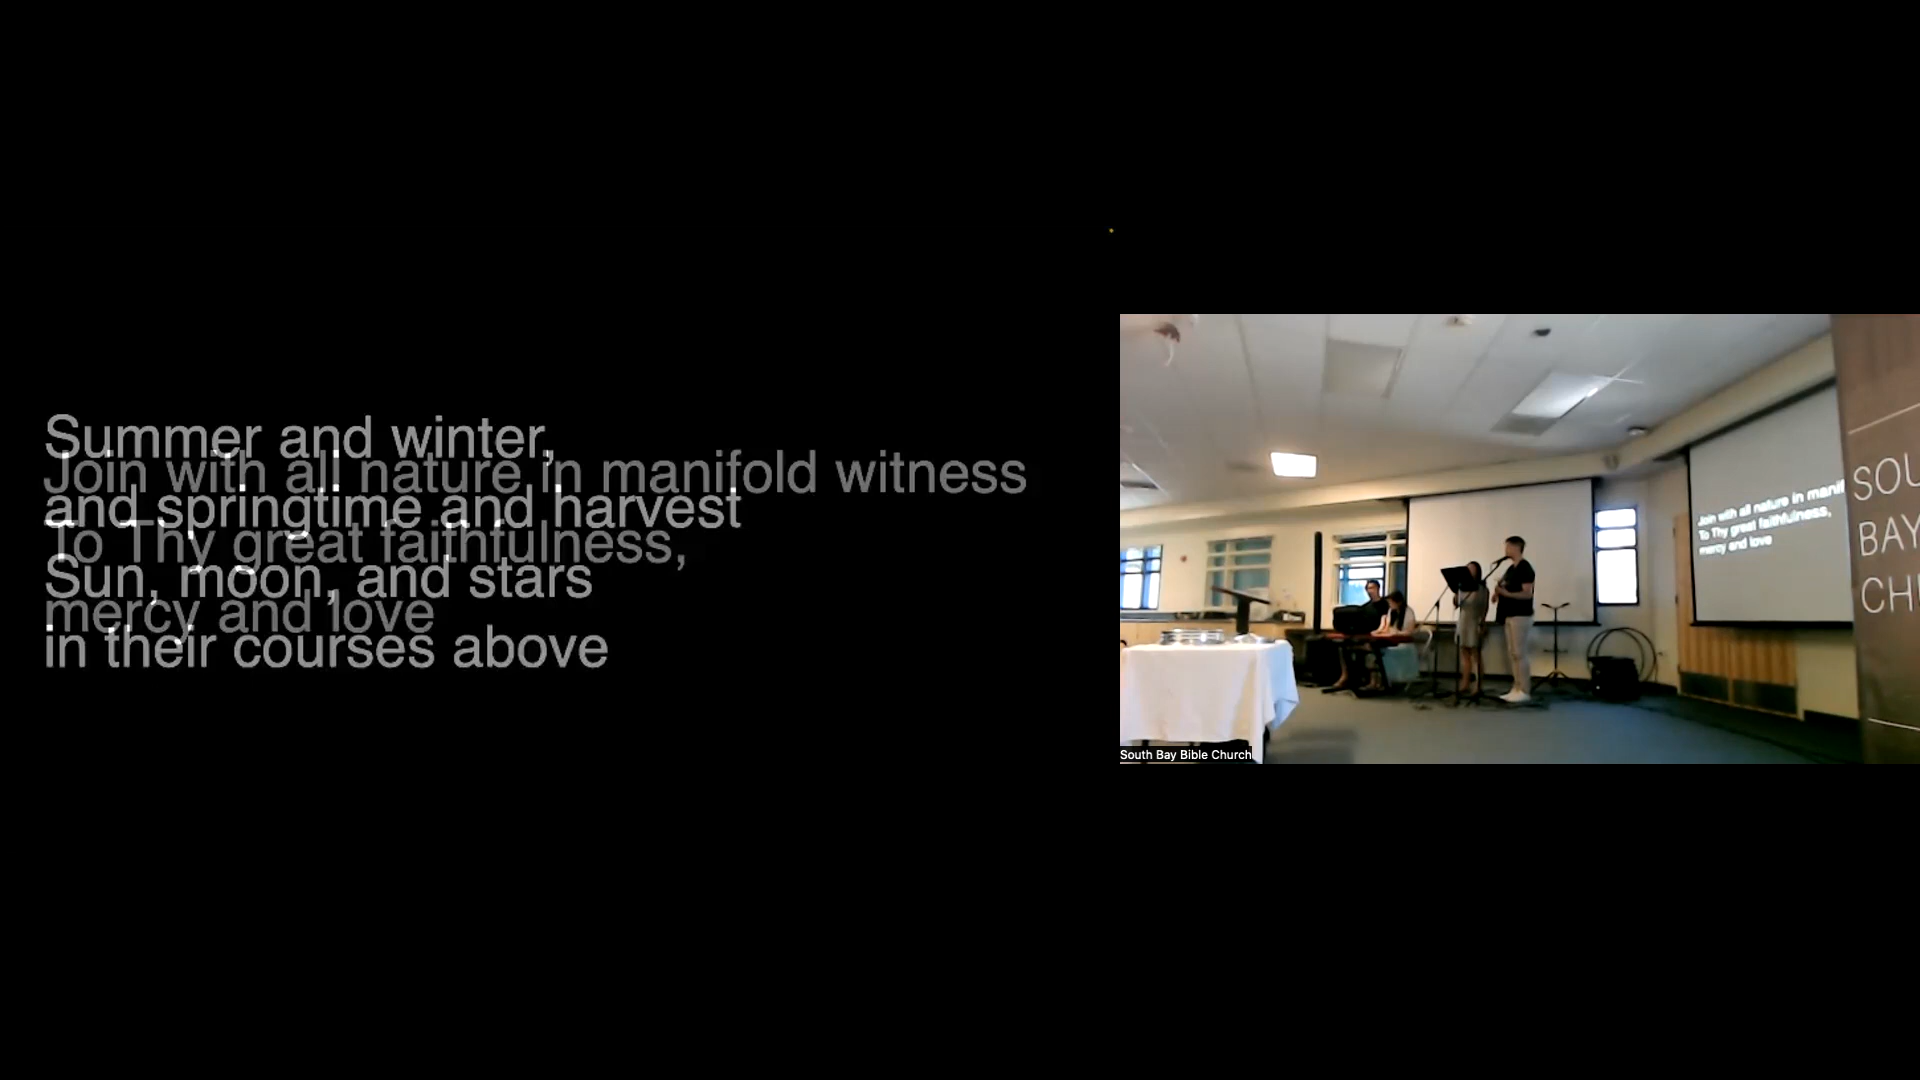 Summer and winter,
and springtime and harvest
Sun, moon, and stars
in their courses above
Join with all nature in manifold witness
To Thy great faithfulness,
mercy and love
Join with all nature in manif
To Thy great faithfulness,
mercy and love
SOU
BAY
CH
South Bay Bible Church